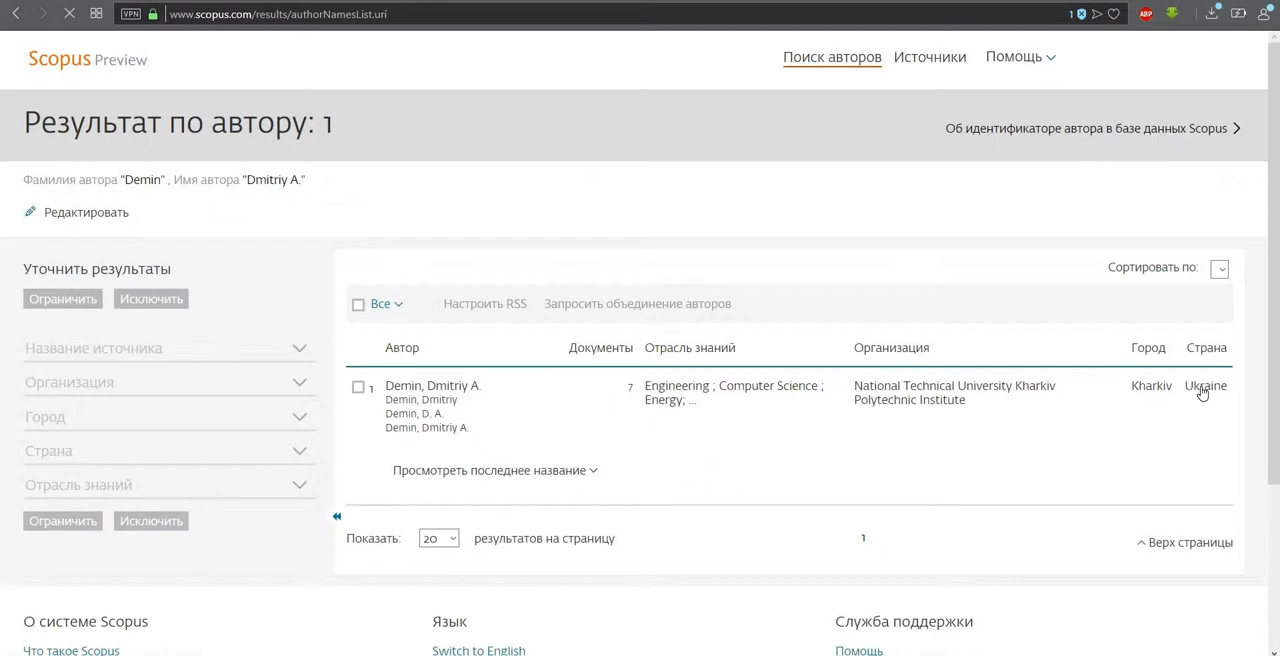 VPN www.scopus.com/results/authorNamesList.uri 1 ABP
Scopus Preview Поиск авторов Источники Помощь
Результат по автору: 1 Об идентификаторе автора в базе данных Scopus
Фамилия автора "Demin" , Имя автора "Dmitriy A."
Редактировать
Уточнить результаты
Ограничить Исключить
Название источника
Организация
Город
Страна
Отрасль знаний
Ограничить Исключить
Сортировать по:
Все Настроить RSS Запросить объединение авторов
Автор Документы Отрасль знаний Организация Город Страна
1 Demin, Dmitriy A. 7 Engineering ; Computer Science ; National Technical University Kharkiv Kharkiv Ukraine
Demin, Dmitriy Energy; ... Polytechnic Institute
Demin, D. A.
Demin, Dmitriy A.
Просмотреть последнее название
Показать: 20 результатов на страницу 1 Верх страницы
О системе Scopus Язык Служба поддержки
Что такое Scopus Switch to English Помощь